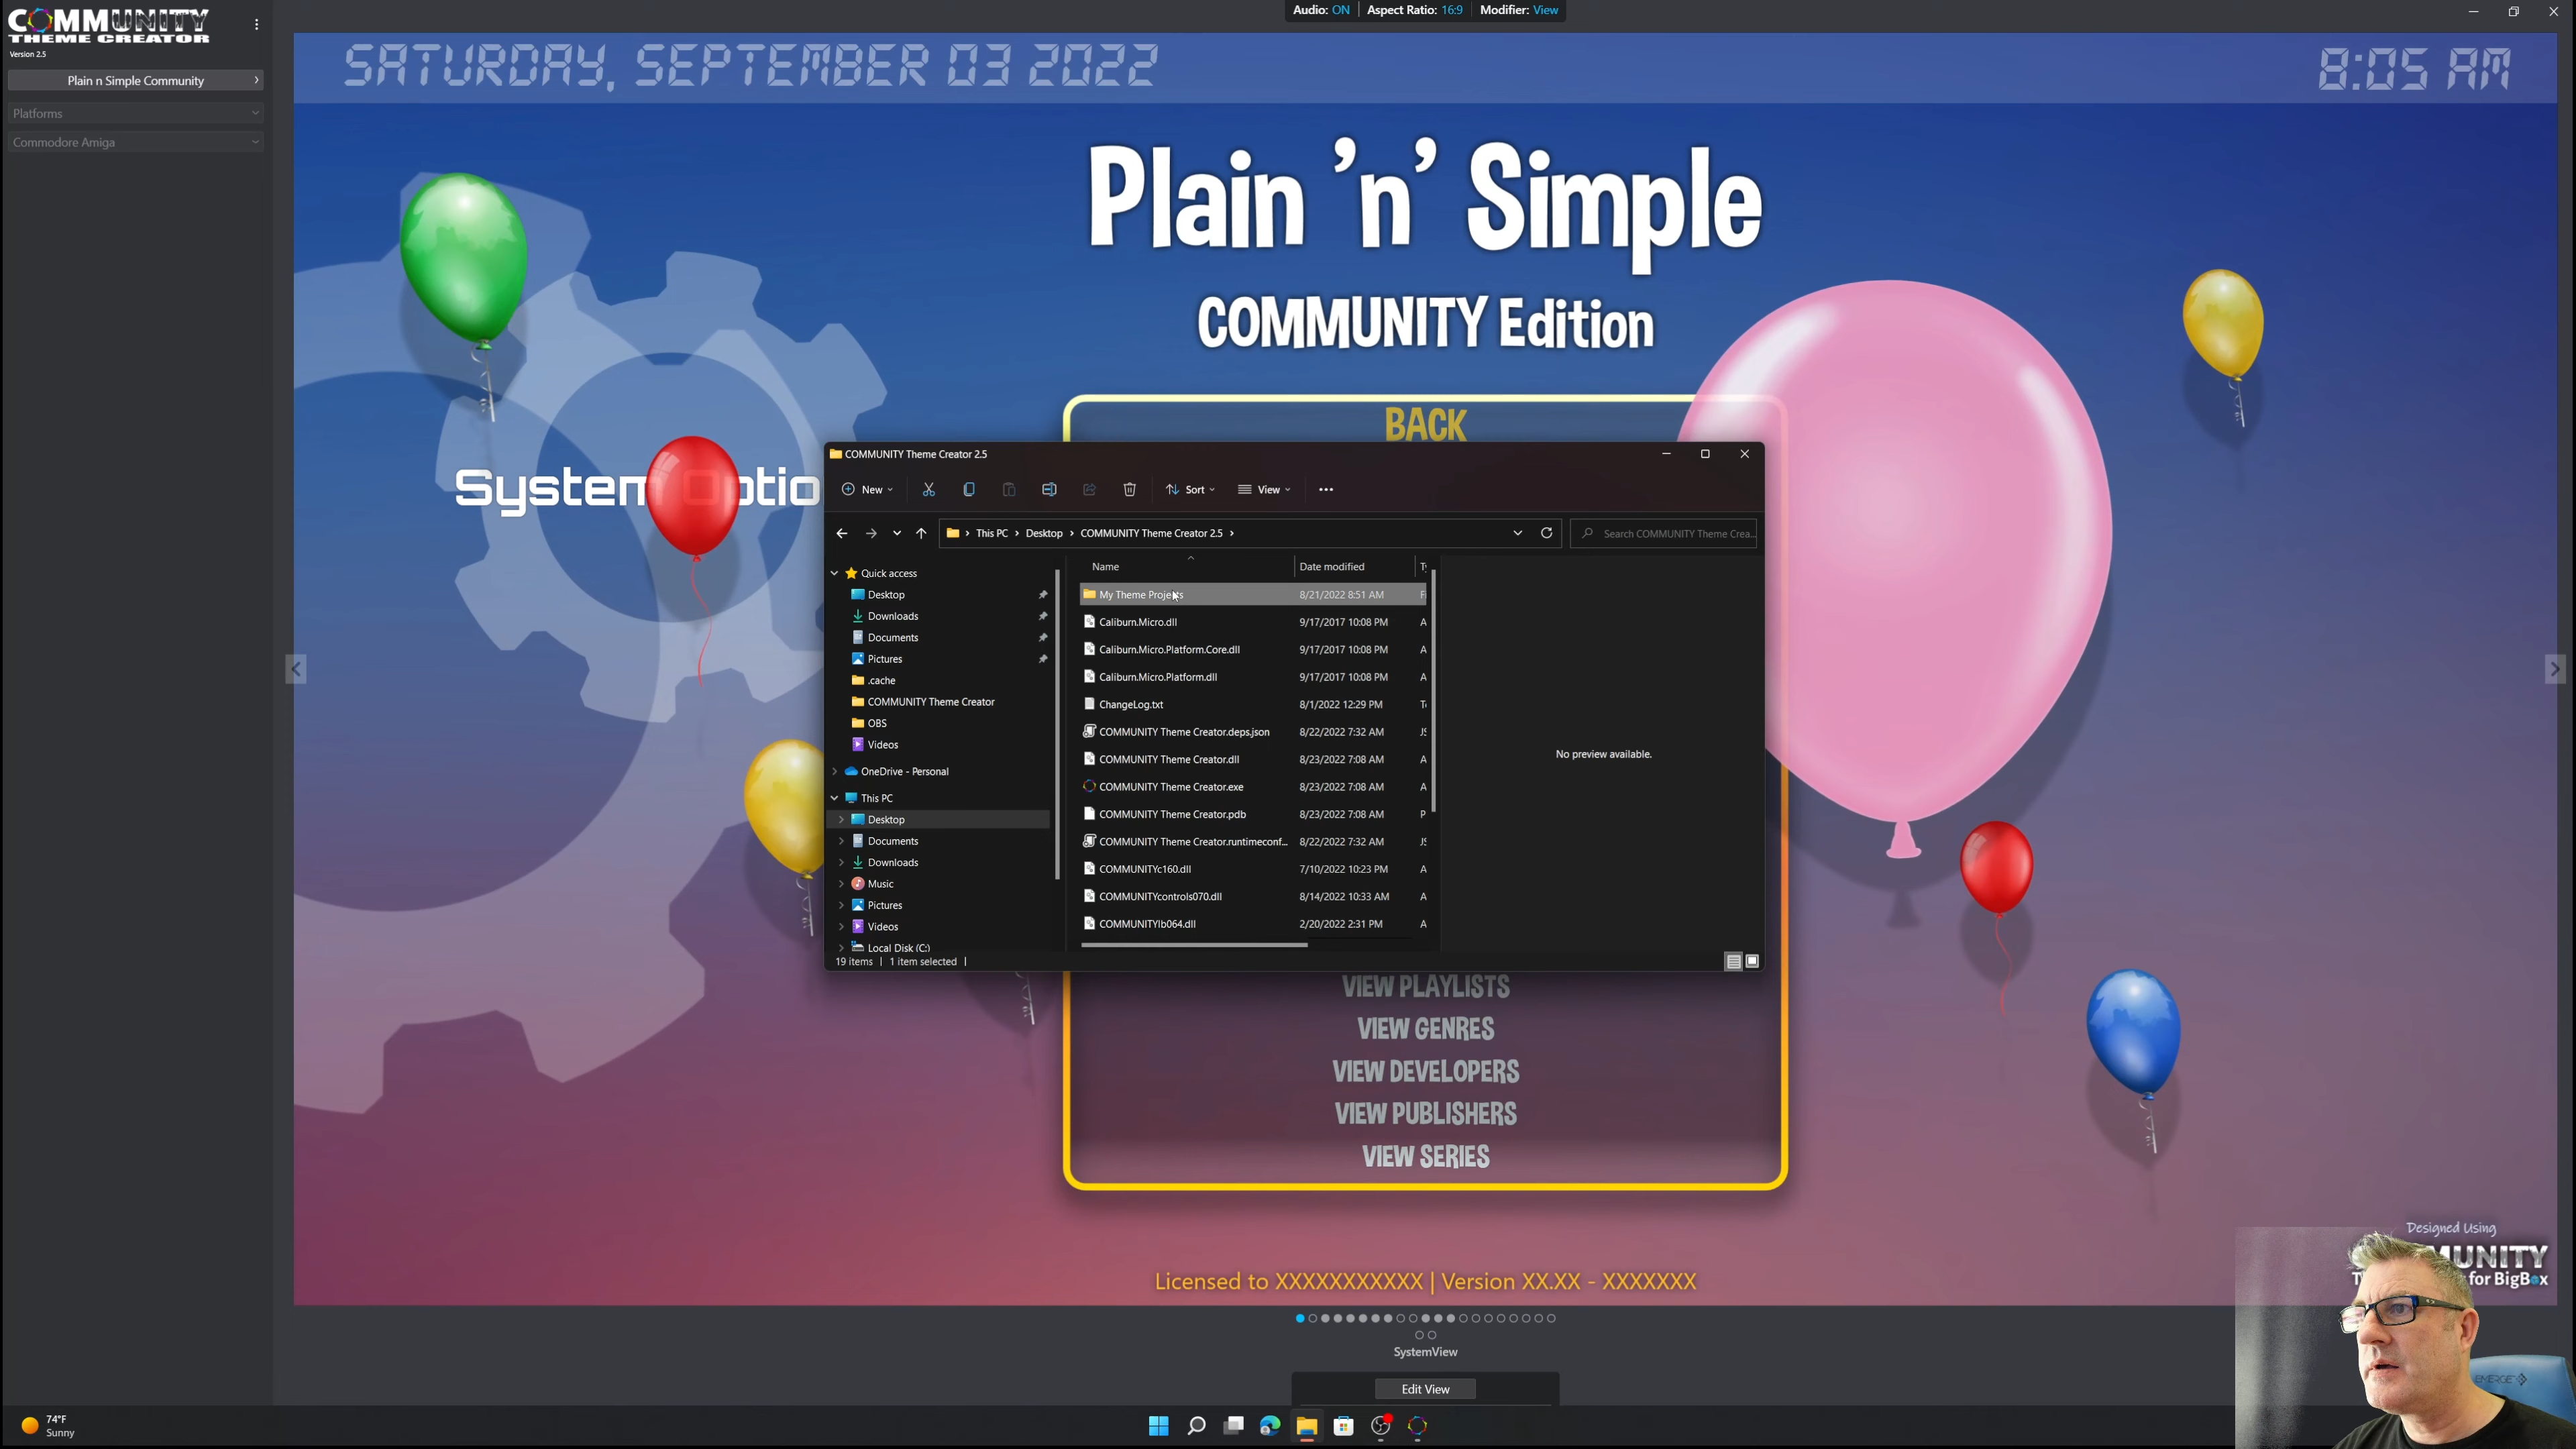 COMMUNITY
THEME CREATOR
Version 2.5
Plain n Simple Community
Platforms
Commodore Amiga
Audio: ON
Aspect Ratio: 16:9
Modifier: View
SATURDAY, SEPTEMBER 03 2022
8:05 AM
Plain 'n' Simple
COMMUNITY Edition
BACK
System Optio
COMMUNITY Theme Creator 2.5
New
Sort
View
This PC
Desktop
COMMUNITY Theme Creator 2.5
Search COMMUNITY Theme Crea...
Quick access
Desktop
Downloads
Documents
Pictures
.cache
COMMUNITY Theme Creator
OBS
Videos
OneDrive - Personal
This PC
Desktop
Documents
Downloads
Music
Pictures
Videos
Local Disk (C:)
Name Date modified
My Theme Projects 8/21/2022 8:51 AM
Caliburn.Micro.dll 9/17/2017 10:08 PM A
Caliburn.Micro.Platform.Core.dll 9/17/2017 10:08 PM A
Caliburn.Micro.Platform.dll 9/17/2017 10:08 PM A
ChangeLog.txt 8/1/2022 12:29 PM
COMMUNITY Theme Creator.deps.json 8/22/2022 7:32 AM JS
COMMUNITY Theme Creator.dll 8/23/2022 7:08 AM A
COMMUNITY Theme Creator.exe 8/23/2022 7:08 AM A
COMMUNITY Theme Creator.pdb 8/23/2022 7:08 AM P
COMMUNITY Theme Creator.runtimeconf... 8/22/2022 7:32 AM JS
COMMUNITYc160.dll 7/10/2022 10:23 PM A
COMMUNITYcontrols070.dll 8/14/2022 10:33 AM A
COMMUNITYlb064.dll 2/20/2022 2:31 PM A
No preview available.
19 items
1 item selected
VIEW PLAYLISTS
VIEW GENRES
VIEW DEVELOPERS
VIEW PUBLISHERS
VIEW SERIES
Licensed to XXXXXXXXXXX | Version XX.XX - XXXXXXX
Designed Using
MUNITY
for BigBox
SystemView
Edit View
74°F
Sunny